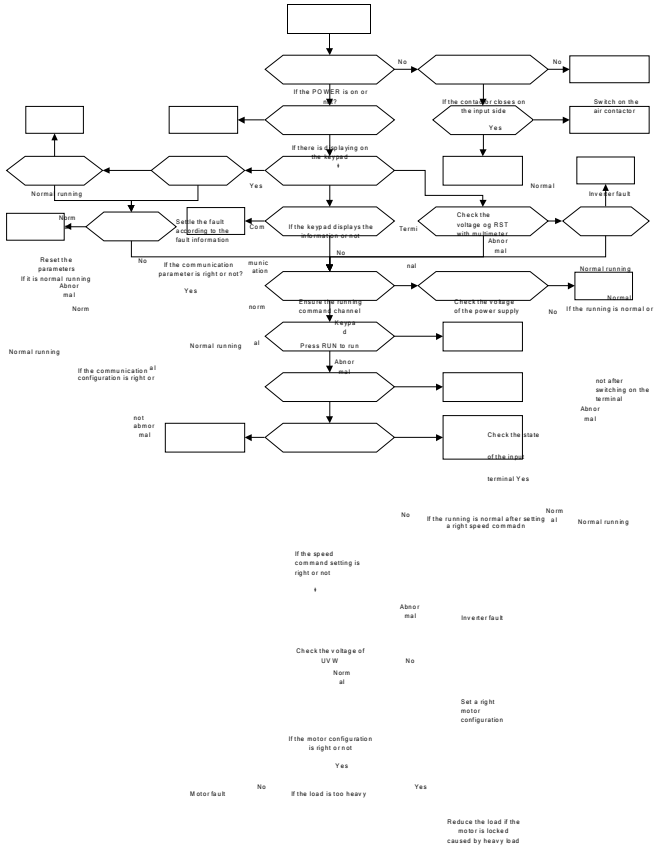 No
No
If the POWER is on or
not?
If the contactor closes on
the input side
Switch on the
air contactor
Yes
If there is displaying on
the keypad
Yes
Normal
Inverter fault
Normal running
Norm
Settle the fault
according to the
fault information
Com
If the keypad displays the
information or not
Termi
Check the
voltage og RST
with multimeter
Abnor
mal
No
Reset the
parameters
If it is normal running
Abnor
mal
No
If the communication
parameter is right or not?
munic
ation
nal
Normal running
Yes
Norm
norm
Ensure the running
command channel
Check the voltage
of the power supply
Normal
No
If the running is normal or
Keypa
d
Normal running
Normal running
al
Press RUN to run
Abnor
mal
If the communication
configuration is right or
al
not after
switching on the
terminal
Abnor
mal
not
abmor
mal
Check the state
of the input
terminal Yes
No
If the running is normal after setting
a right speed commadn
Norm
al
Normal running
If the speed
command setting is
right or not
Abnor
mal
Inverter fault
Check the voltage of
UVW
No
Norm
al
Set a right
motor
configuration
If the motor configuration
is right or not
Yes
Motor fault
No
If the load is too heavy
Yes
Reduce the load if the
motor is locked
caused by heavy load